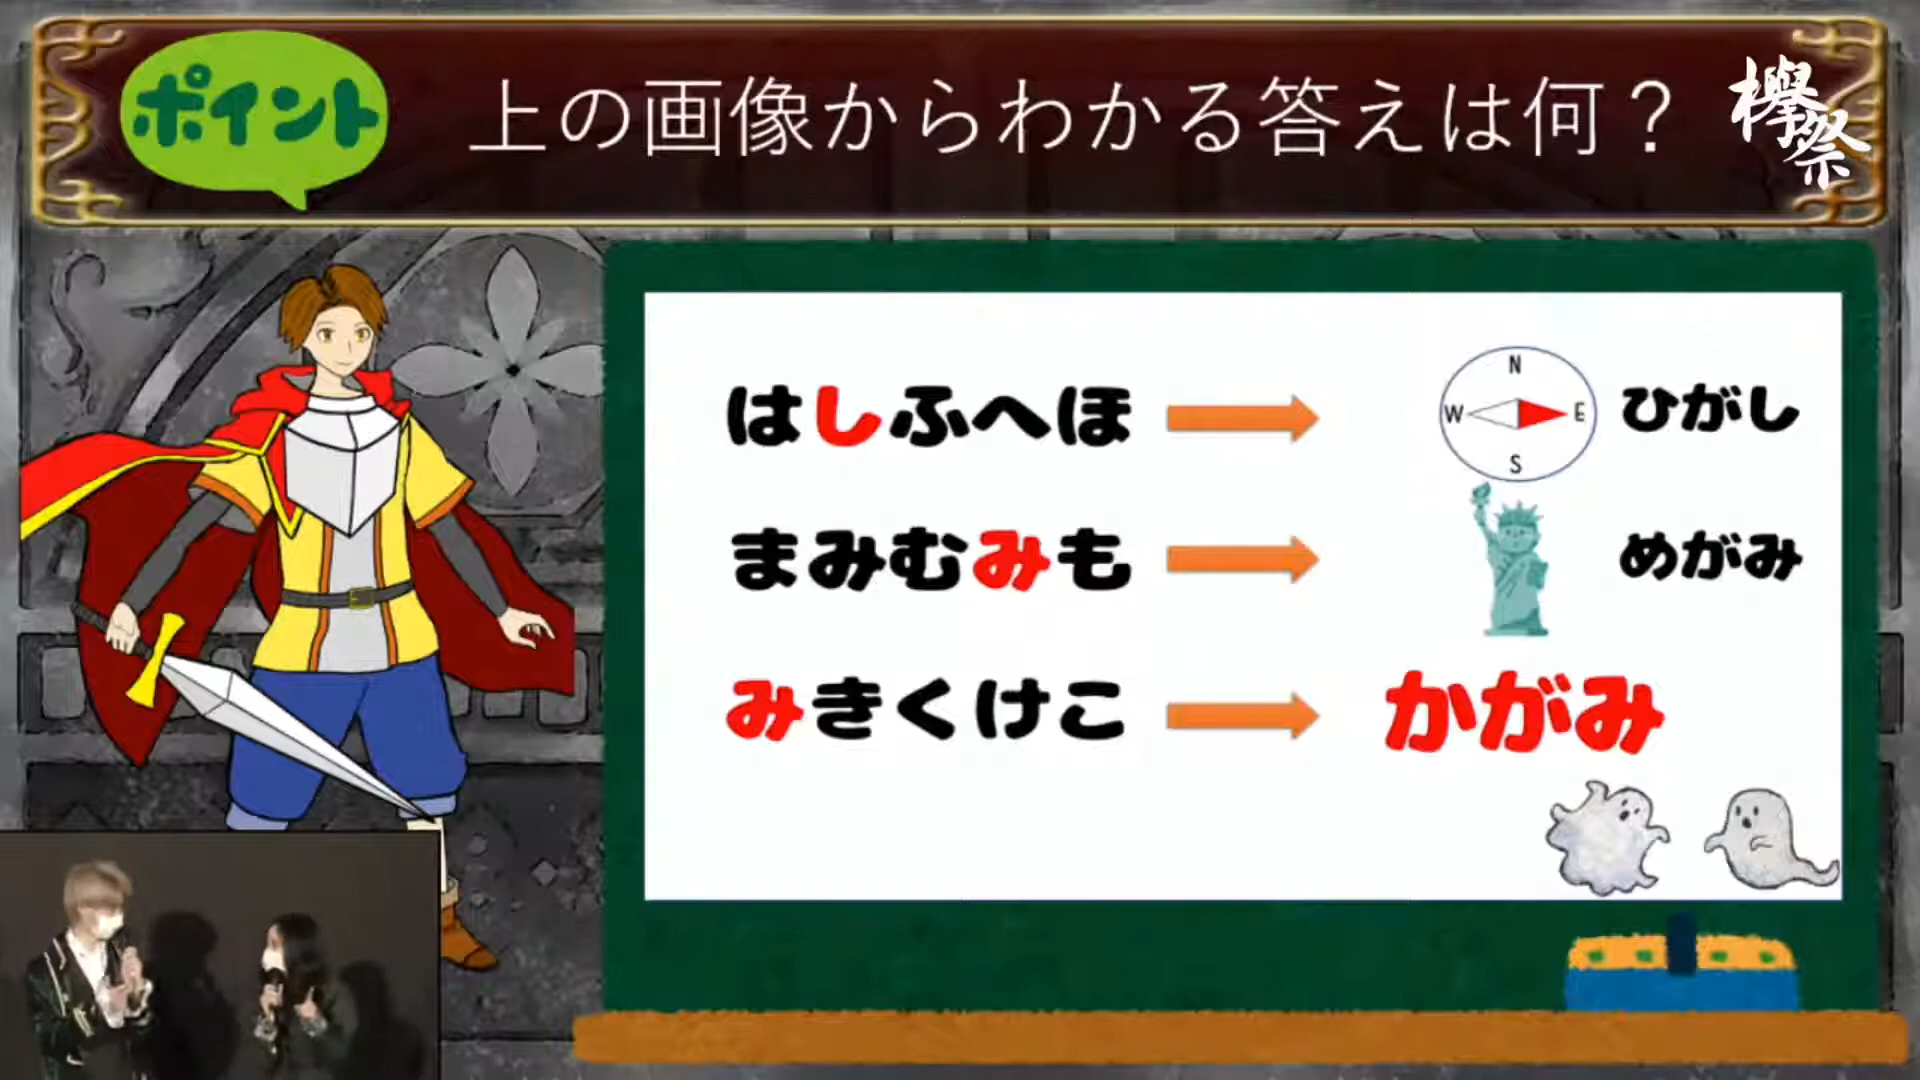 ポイント
上の画像からわかる答えは何？
欅祭
はしふへほ
N
W
E
S
ひがし
まみむみも
めがみ
みきくけこ
かがみ